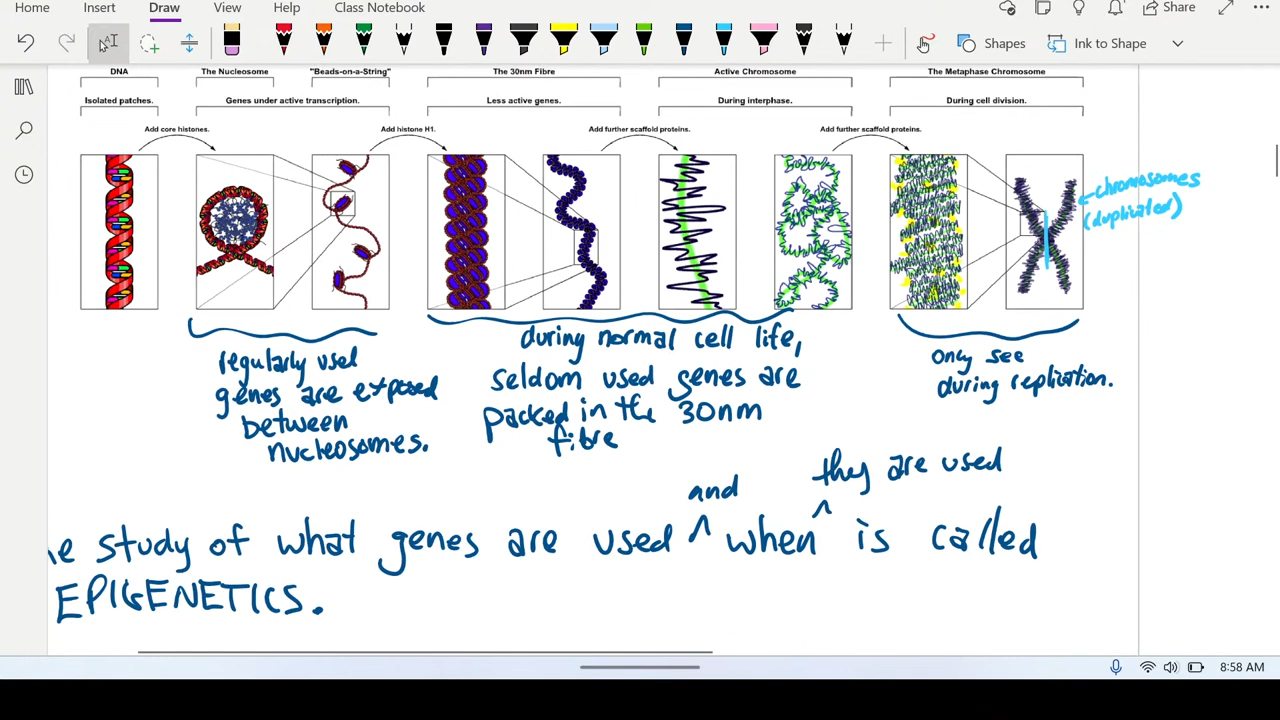 Home Insert Draw View Help Class Notebook
Share
Shapes Ink to Shape
DNA The Nucleosome "Beads-on-a-String" The 30nm Fibre Active Chromosome The Metaphase Chromosome
Isolated patches. Genes under active transcription. Less active genes. During interphase. During cell division.
Add core histones. Add histone H1. Add further scaffold proteins. Add further scaffold proteins.
chromosomes
(duplicated)
regularly used
genes are exposed
between
nucleosomes.
during normal cell life,
seldom used genes are
packed in the 30nm
fibre
only see
during replication.
and they are used
he study of what genes are used ^ when ^ is called
EPIGENETICS.
8:58 AM